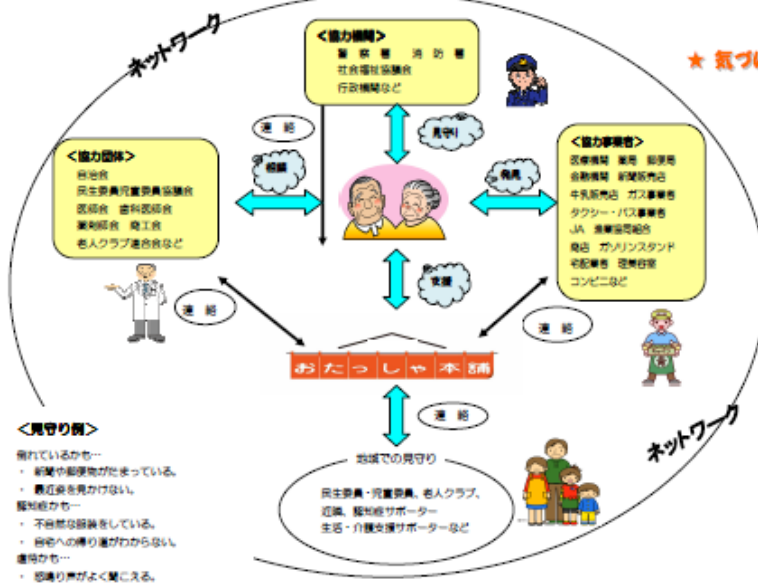 ネットワーク
<協力機関>
警察署 消防署
社会福祉協議会
行政機関など
★ 気づ
連絡
見守り
<協力団体>
自治会
民生委員児童委員協議会
医師会 歯科医師会
薬剤師会 商工会
老人クラブ連合会など
相談
発見
<協力事業者>
医療機関 薬局 郵便局
金融機関 新聞販売店
牛乳販売店 ガス事業者
タクシー・バス事業者
JA 漁業協同組合
商店 ガソリンスタンド
宅配業者 理美容室
コンビニなど
支援
連絡
連絡
おたっしゃ本舗
連絡
ネットワーク
<見守り例>
倒れているかも…
・ 新聞や郵便物がたまっている。
・ 最近姿を見かけない。
認知症かも…
・ 不自然な服装をしている。
・ 自宅への帰り道がわからない。
虐待かも…
・ 怒鳴り声がよく聞こえる。
地域での見守り
民生委員・児童委員、老人クラブ、
近隣、認知症サポーター
生活・介護支援サポーターなど